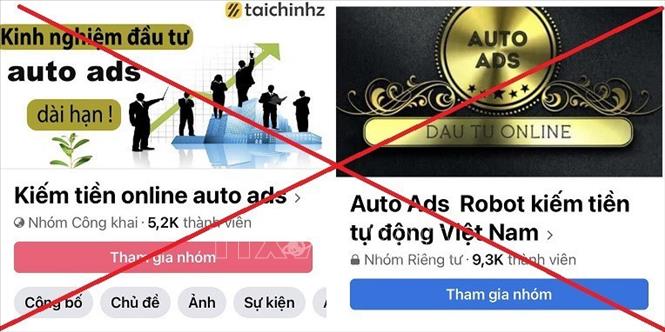 taichinhz
Kinh nghiệm đầu tư
auto ads
dài hạn !
Kiếm tiền online auto ads
Nhóm Công khai · 5,2K thành viên
Tham gia nhóm
Công bố
Chủ đề
Ảnh
Sự kiện
AUTO
ADS
DAU TU ONLINE
Auto Ads Robot kiếm tiền
tự động Việt Nam
Nhóm Riêng tư · 9,3K thành viên
Tham gia nhóm